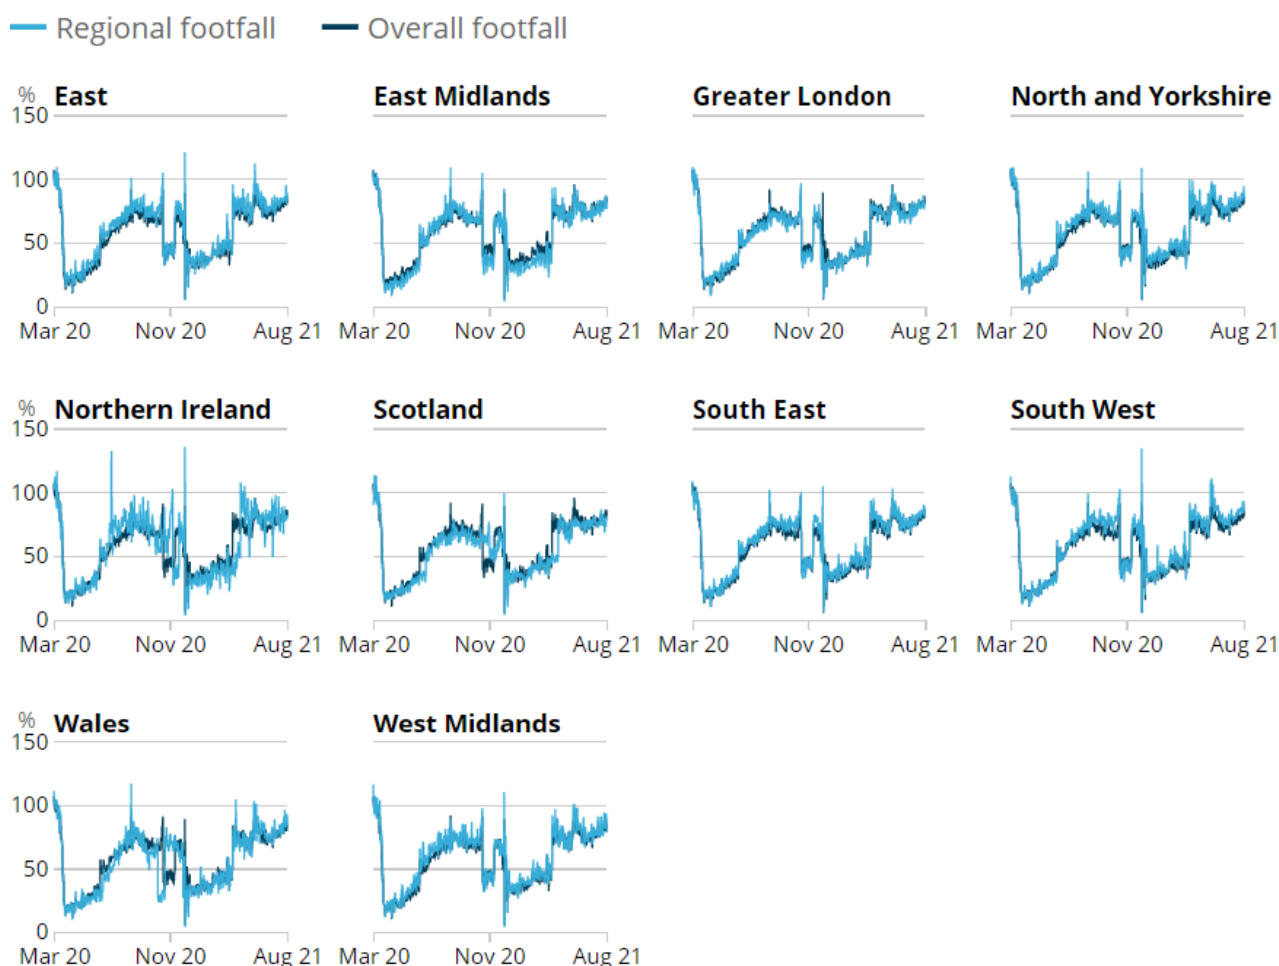 Regional footfall Overall footfall
% East East Midlands Greater London North and Yorkshire
150
100
50
0
Mar 20 Nov 20 Aug 21 Mar 20 Nov 20 Aug 21 Mar 20 Nov 20 Aug 21 Mar 20 Nov 20 Aug 21
% Northern Ireland Scotland South East South West
150
100
50
0
Mar 20 Nov 20 Aug 21 Mar 20 Nov 20 Aug 21 Mar 20 Nov 20 Aug 21 Mar 20 Nov 20 Aug 21
% Wales West Midlands
150
100
50
0
Mar 20 Nov 20 Aug 21 Mar 20 Nov 20 Aug 21